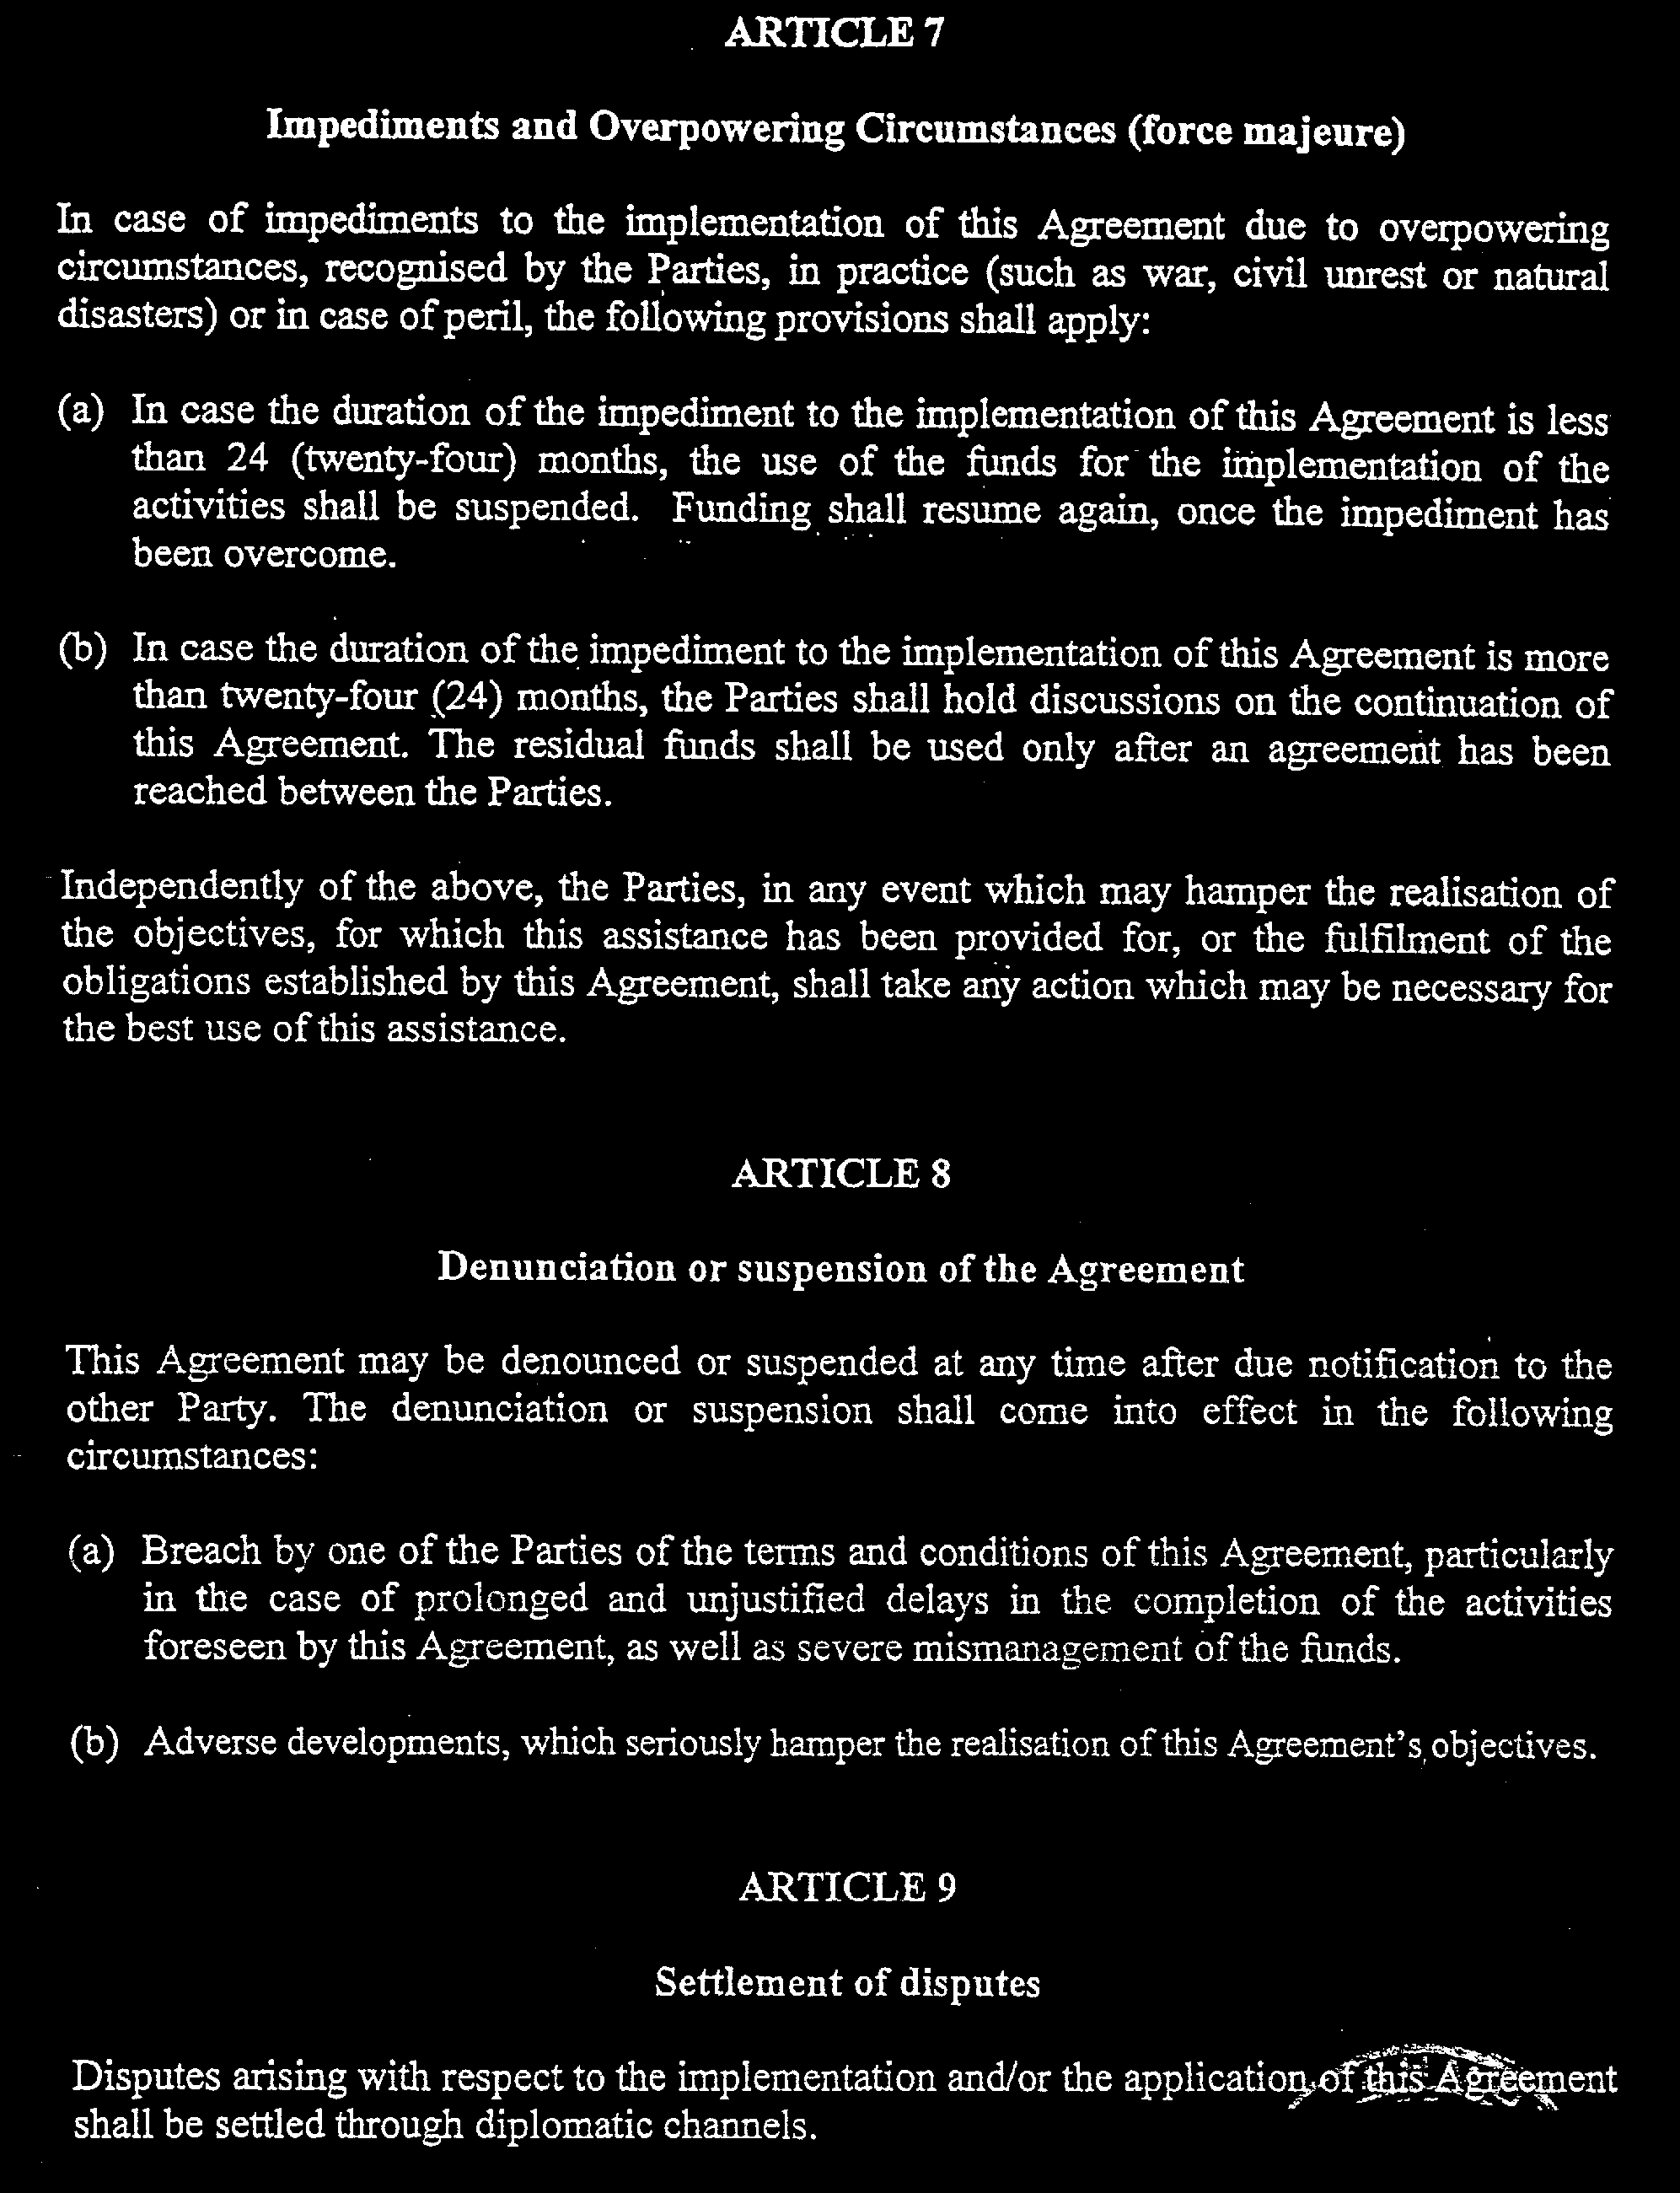 ARTICLE 7
Impediments and Overpowering Circumstances (force majeure)
In case of impediments to the implementation of this Agreement due to overpowering
circumstances, recognised by the Parties, in practice (such as war, civil unrest or natural
disasters) or in case of peril, the following provisions shall apply:
(a) In case the duration of the impediment to the implementation of this Agreement is less
than 24 (twenty-four) months, the use of the funds for the implementation of the
activities shall be suspended. Funding shall resume again, once the impediment has
been overcome.
(b) In case the duration of the impediment to the implementation of this Agreement is more
than twenty-four (24) months, the Parties shall hold discussions on the continuation of
this Agreement. The residual funds shall be used only after an agreement has been
reached between the Parties.
Independently of the above, the Parties, in any event which may hamper the realisation of
the objectives, for which this assistance has been provided for, or the fulfilment of the
obligations established by this Agreement, shall take any action which may be necessary for
the best use of this assistance.
ARTICLE 8
Denunciation or suspension of the Agreement
This Agreement may be denounced or suspended at any time after due notification to the
other Party. The denunciation or suspension shall come into effect in the following
circumstances:
(a) Breach by one of the Parties of the terms and conditions of this Agreement, particularly
in the case of prolonged and unjustified delays in the completion of the activities
foreseen by this Agreement, as well as severe mismanagement of the funds.
(b) Adverse developments, which seriously hamper the realisation of this Agreement's objectives.
ARTICLE 9
Settlement of disputes
Disputes arising with respect to the implementation and/or the application of this Agreement
shall be settled through diplomatic channels.